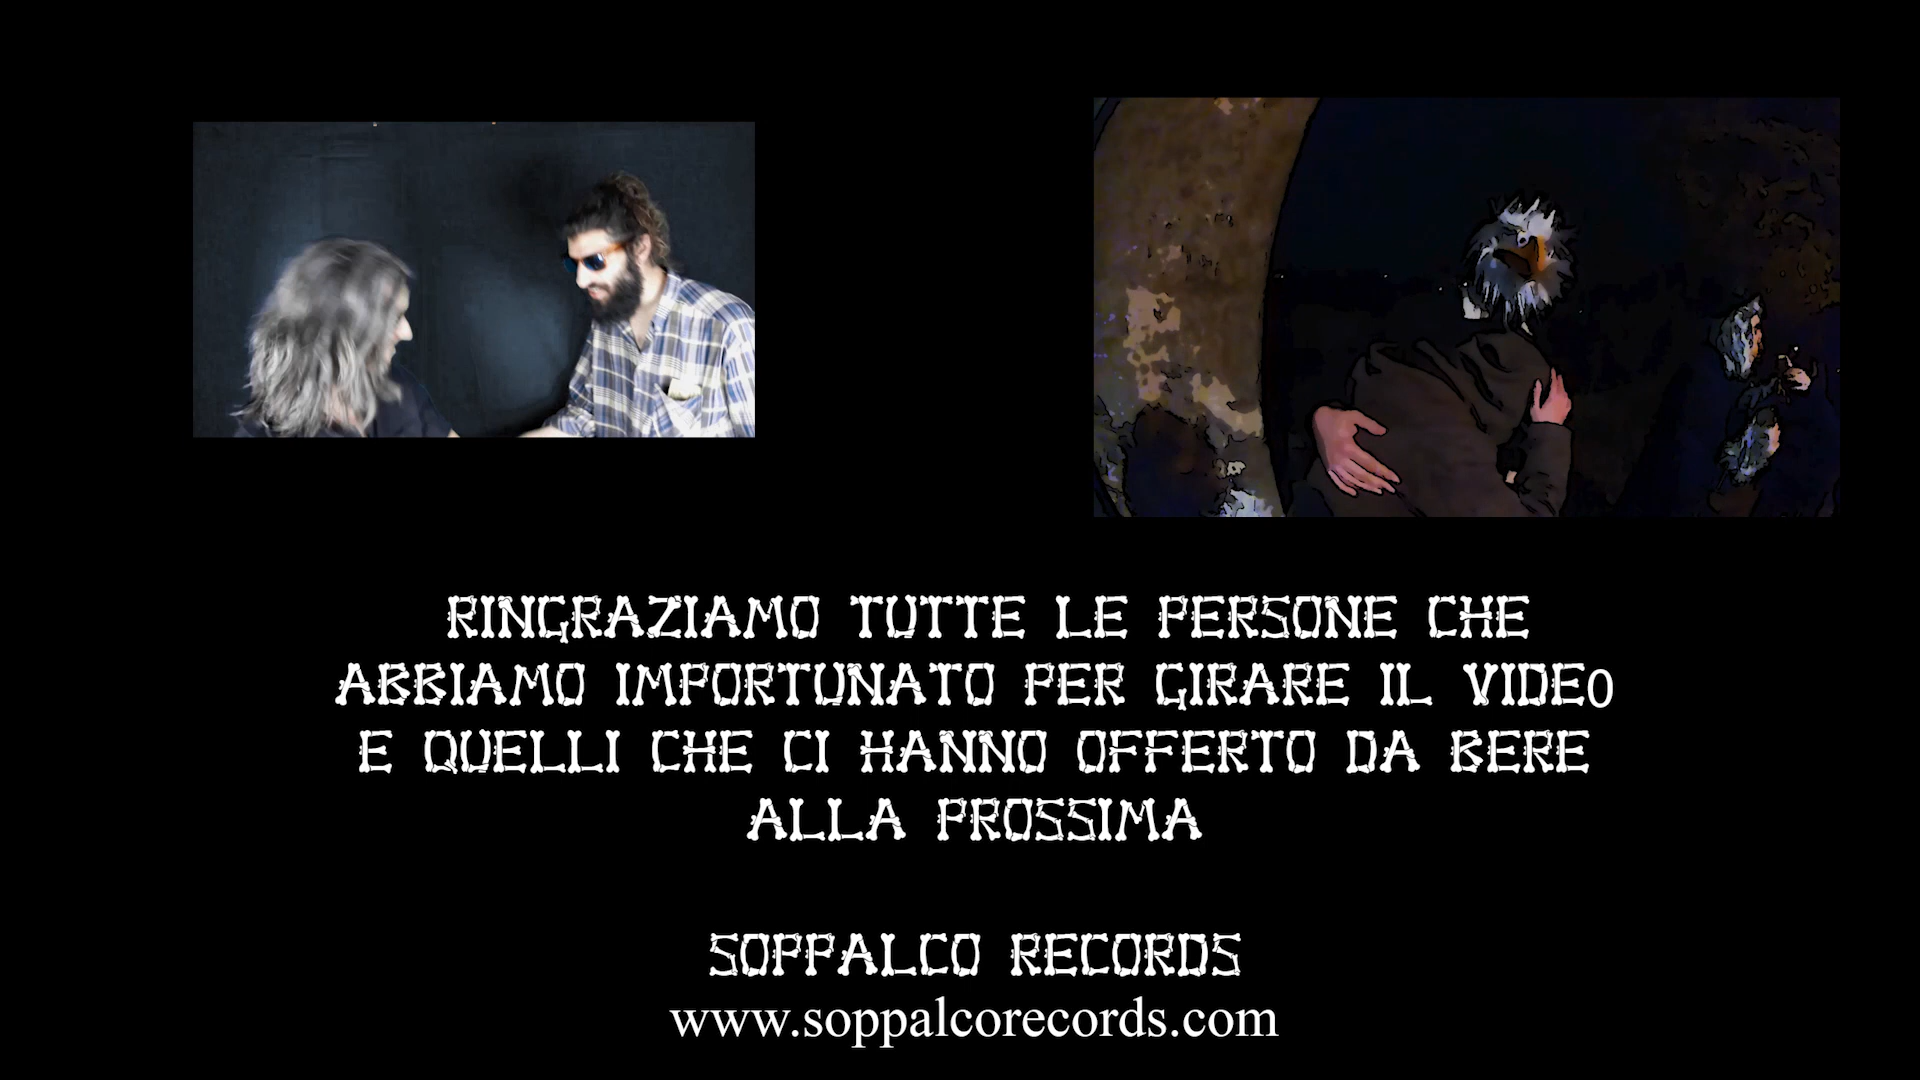 RINGRAZIAMO TUTTE LE PERSONE CHE
ABBIAMO IMPORTUNATO PER GIRARE IL VIDEO
E QUELLI CHE CI HANNO OFFERTO DA BERE
ALLA PROSSIMA
SOPPALCO RECORDS
www.soppalcorecords.com